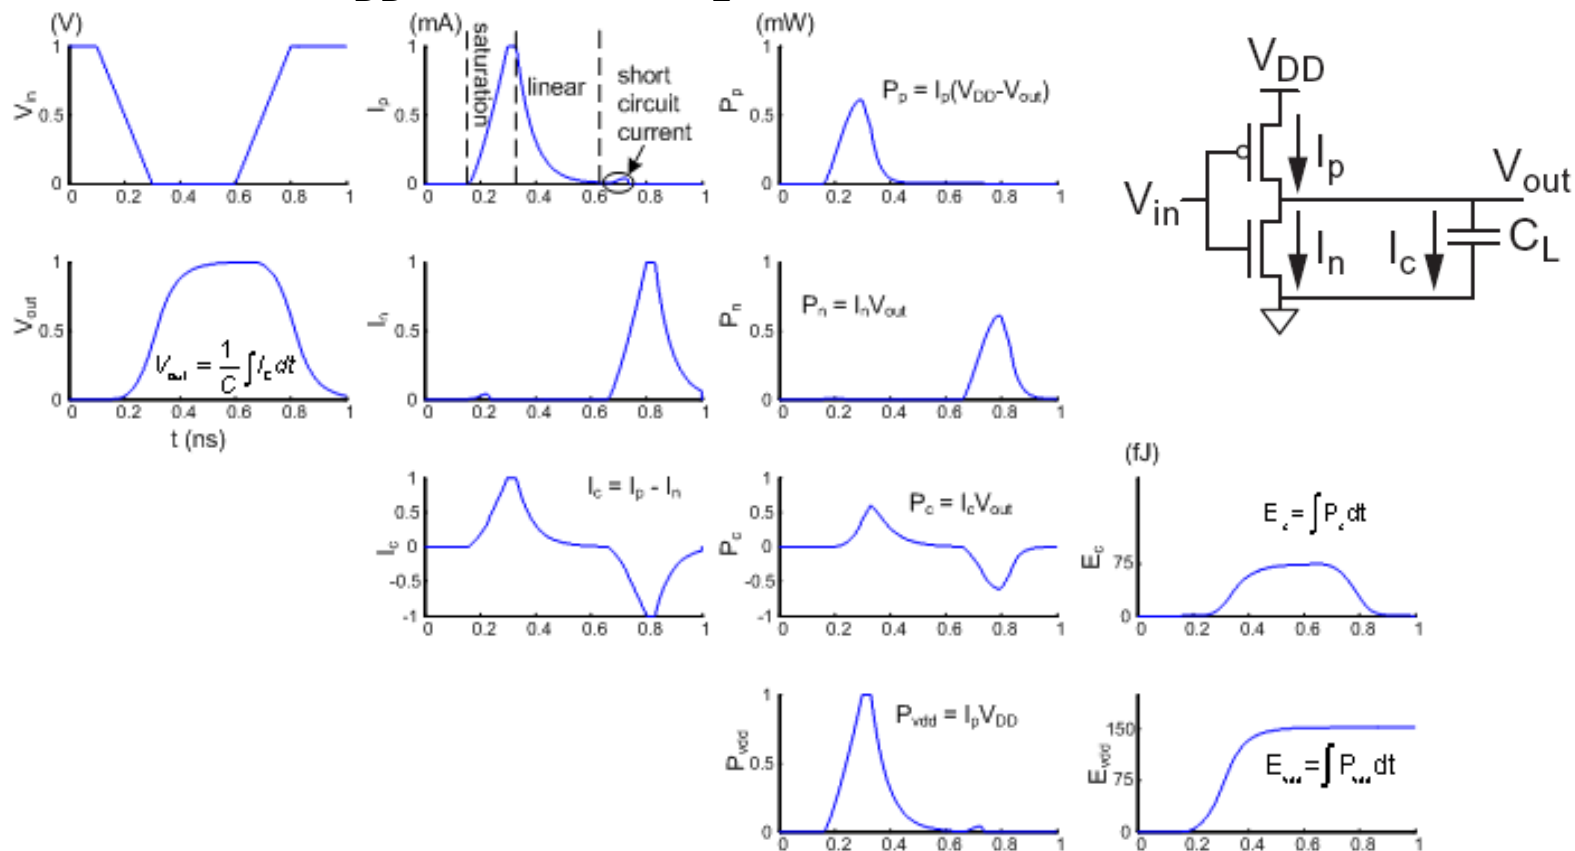 (V)
V_in
1
0.5
0
0 0.2 0.4 0.6 0.8 1
(mA)
I_p
1
0.5
0
0 0.2 0.4 0.6 0.8 1
saturation
linear
short
circuit
current
(mW)
P_p
1
0.5
0
0 0.2 0.4 0.6 0.8 1
P_p = I_p(V_DD-V_out)
V_DD
I_p
V_in
V_out
I_n
I_c
C_L
V_out
1
0.5
0
0 0.2 0.4 0.6 0.8 1
t (ns)
V_out = 1/C ∫ I_c dt
I_n
1
0.5
0
0 0.2 0.4 0.6 0.8 1
P_n
1
0.5
0
0 0.2 0.4 0.6 0.8 1
P_n = I_nV_out
I_c
1
0.5
0
-0.5
-1
0 0.2 0.4 0.6 0.8 1
I_c = I_p - I_n
P_c
1
0.5
0
-0.5
-1
0 0.2 0.4 0.6 0.8 1
P_c = I_cV_out
(fJ)
E_c
75
0
0 0.2 0.4 0.6 0.8 1
E_c = ∫ P_c dt
P_vdd
1
0.5
0
0 0.2 0.4 0.6 0.8 1
P_vdd = I_pV_DD
E_vdd
150
75
0
0 0.2 0.4 0.6 0.8 1
E_vdd = ∫ P_vdd dt